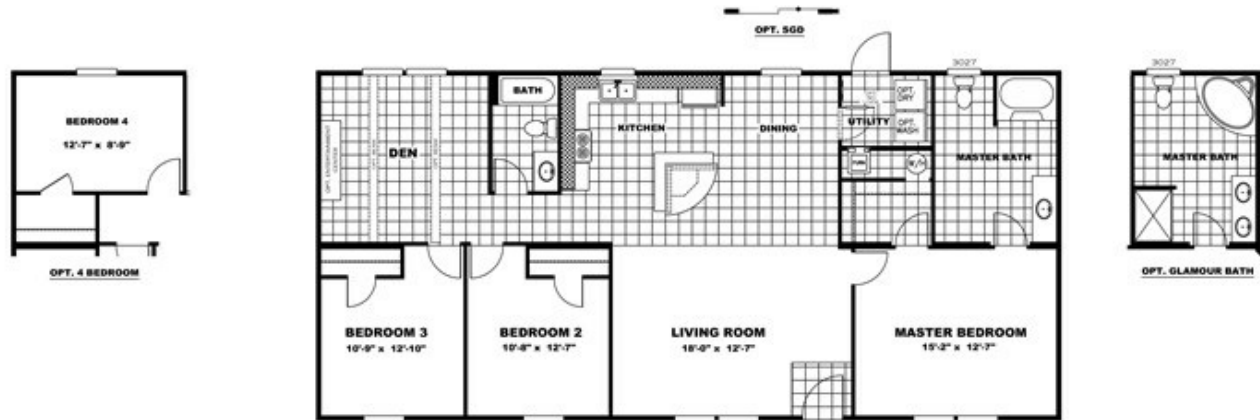 OPT. SGD
BEDROOM 4
12'-7" x 8'-9"
OPT. 4 BEDROOM
OPT. ENTERTAINMENT
CENTER
DEN
BATH
KITCHEN
DINING
UTILITY
OPT.
DRY
OPT.
WASH
FURN
W/H
3027
MASTER BATH
BEDROOM 3
10'-9" x 12'-10"
BEDROOM 2
10'-8" x 12'-7"
LIVING ROOM
18'-0" x 12'-7"
MASTER BEDROOM
15'-2" x 12'-7"
3027
MASTER BATH
OPT. GLAMOUR BATH